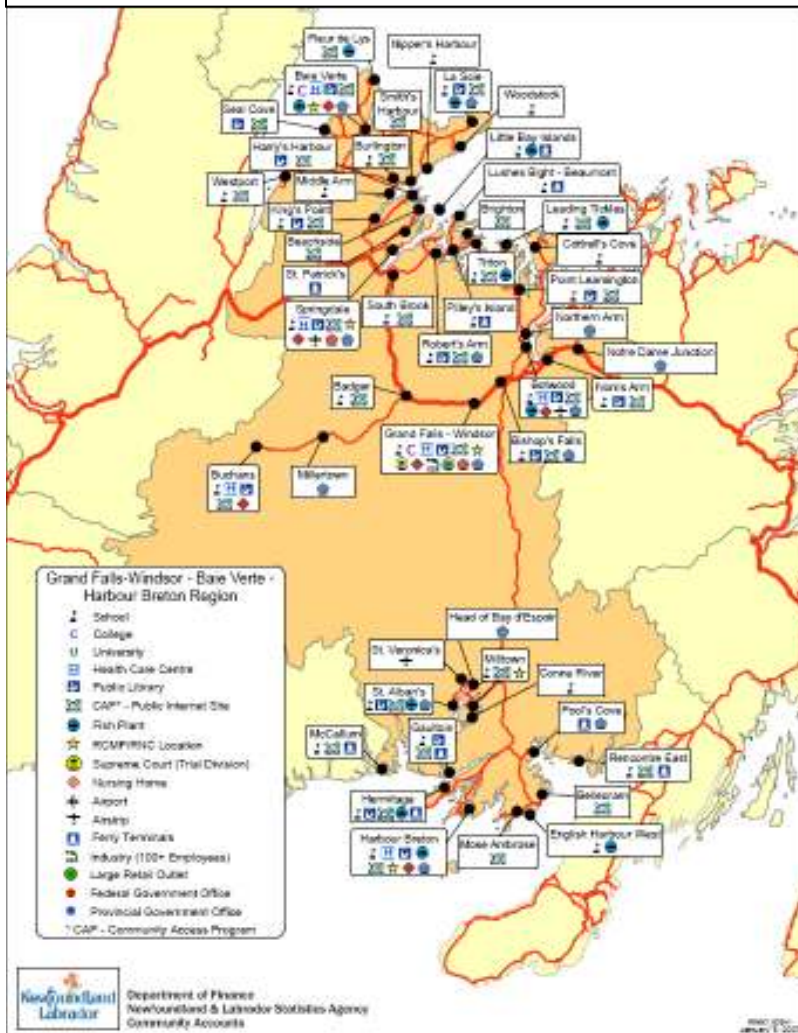 Fleur de Lys
Nipper's Harbour
Baie Verte
La Scie
Smith's
Harbour
Woodstock
Seal Cove
Little Bay Islands
Harry's Harbour
Burlington
Lushes Bight - Beaumont
Westport
Middle Arm
King's Point
Brighton
Leading Tickles
Beachside
Triton
Cottrell's Cove
St. Patrick's
Point Leamington
Springdale
South Brook
Pilley's Island
Northern Arm
Robert's Arm
Notre Dame Junction
Badger
Botwood
Norris Arm
Grand Falls - Windsor
Bishop's Falls
Buchans
Millertown
Grand Falls-Windsor - Baie Verte -
Harbour Breton Region
School
C College
U University
H Health Care Centre
Public Library
CAP* - Public Internet Site
Fish Plant
RCMP/RNC Location
Supreme Court (Trial Division)
Nursing Home
Airport
Airstrip
Ferry Terminals
Industry (100+ Employees)
Large Retail Outlet
Federal Government Office
Provincial Government Office
* CAP - Community Access Program
Head of Bay d'Espoir
St. Veronica's
Milltown
Conne River
St. Alban's
Pool's Cove
McCallum
Gaultois
Rencontre East
Hermitage
Belleoram
Harbour Breton
Mose Ambrose
English Harbour West
Newfoundland
Labrador
Department of Finance
Newfoundland & Labrador Statistics Agency
Community Accounts